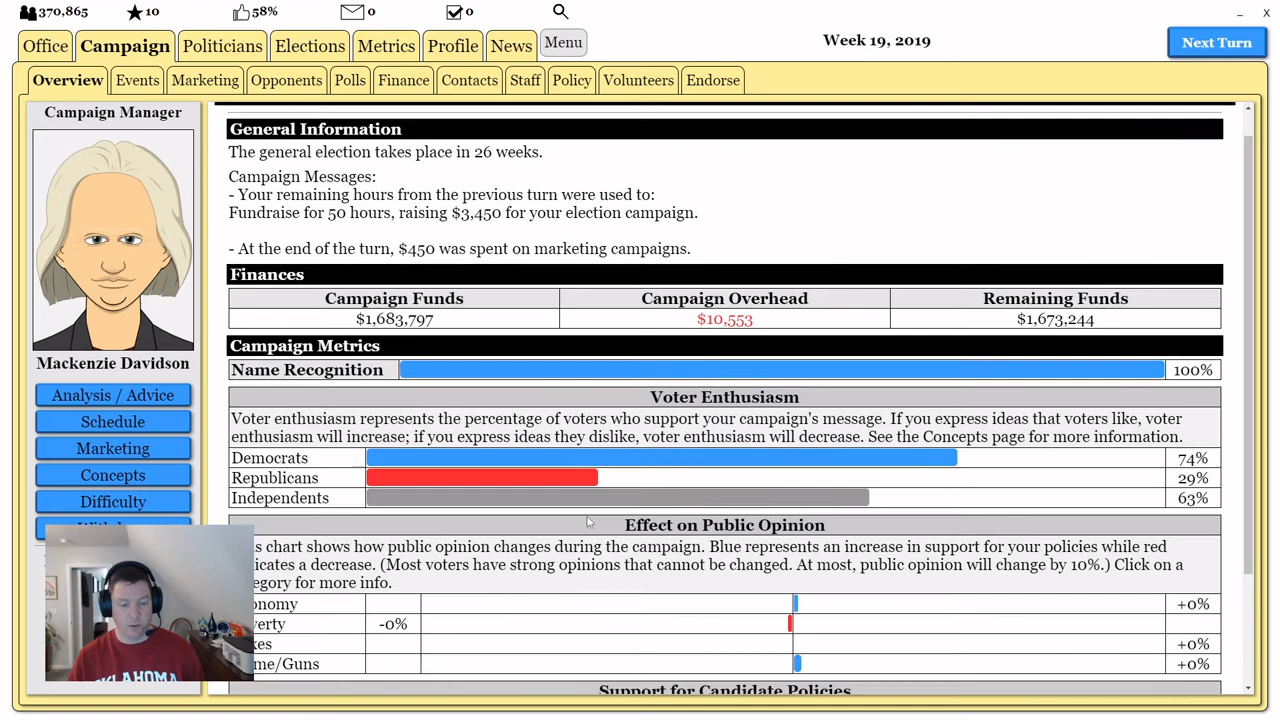 370,865 10 58% 0 0
Office Campaign Politicians Elections Metrics Profile News Menu
Week 19, 2019
Next Turn
_ X
Overview Events Marketing Opponents Polls Finance Contacts Staff Policy Volunteers Endorse
Campaign Manager
Mackenzie Davidson
Analysis / Advice
Schedule
Marketing
Concepts
Difficulty
General Information
The general election takes place in 26 weeks.
Campaign Messages:
- Your remaining hours from the previous turn were used to:
Fundraise for 50 hours, raising $3,450 for your election campaign.
- At the end of the turn, $450 was spent on marketing campaigns.
Finances
Campaign Funds Campaign Overhead Remaining Funds
$1,683,797 $10,553 $1,673,244
Campaign Metrics
Name Recognition 100%
Voter Enthusiasm
Voter enthusiasm represents the percentage of voters who support your campaign's message. If you express ideas that voters like, voter
enthusiasm will increase; if you express ideas they dislike, voter enthusiasm will decrease. See the Concepts page for more information.
Democrats 74%
Republicans 29%
Independents 63%
Effect on Public Opinion
s chart shows how public opinion changes during the campaign. Blue represents an increase in support for your policies while red
icates a decrease. (Most voters have strong opinions that cannot be changed. At most, public opinion will change by 10%.) Click on a
egory for more info.
onomy +0%
verty -0%
xes +0%
me/Guns +0%
Support for Candidate Policies
OKLAHOMA